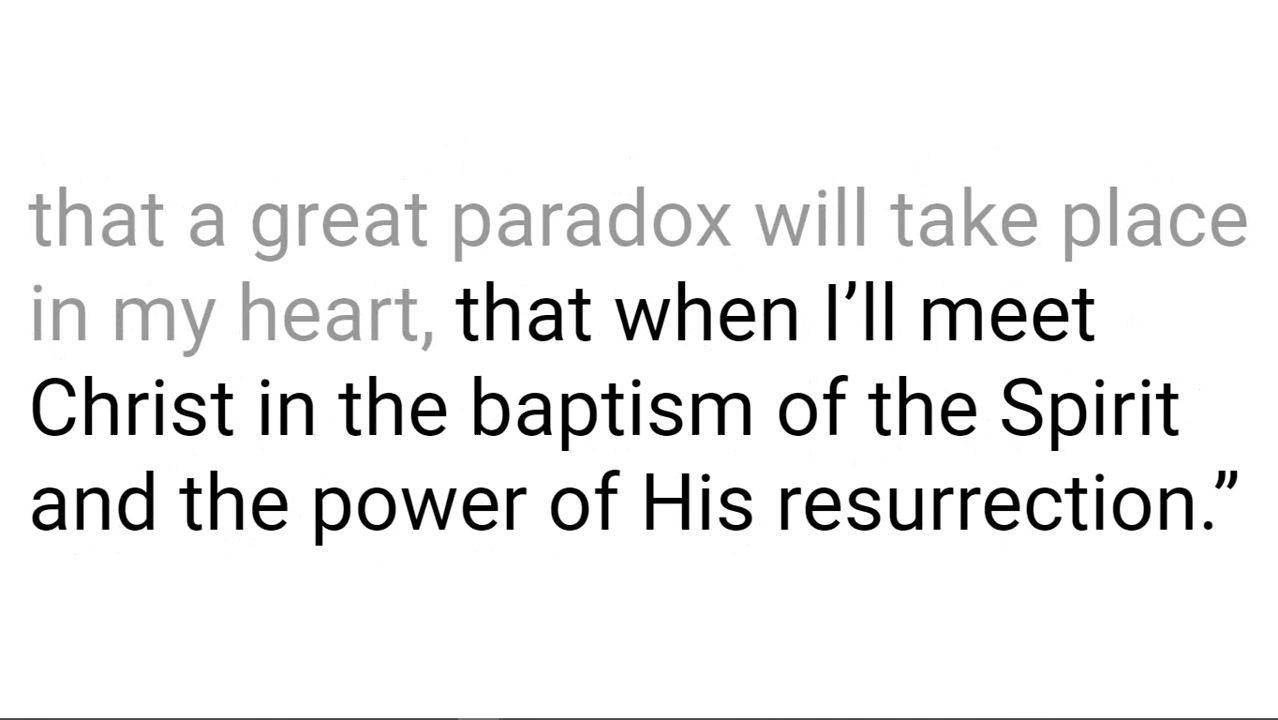 that a great paradox will take place
in my heart, that when I’ll meet
Christ in the baptism of the Spirit
and the power of His resurrection.”